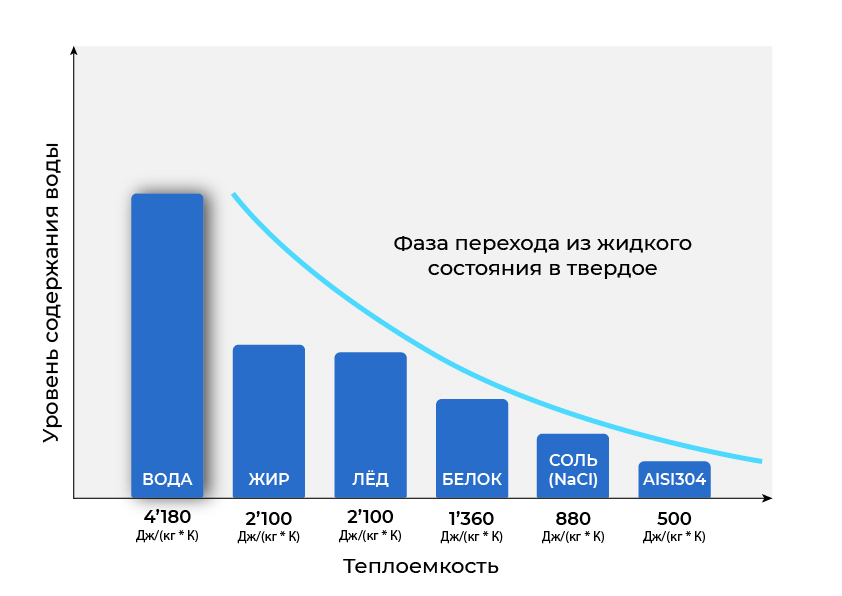 Уровень содержания воды
Фаза перехода из жидкого
состояния в твердое
ВОДА
ЖИР
ЛЁД
БЕЛОК
СОЛЬ
(NaCl)
AISI304
4’180
Дж/(кг * K)
2’100
Дж/(кг * K)
2’100
Дж/(кг * K)
1’360
Дж/(кг * K)
880
Дж/(кг * K)
500
Дж/(кг * K)
Теплоемкость